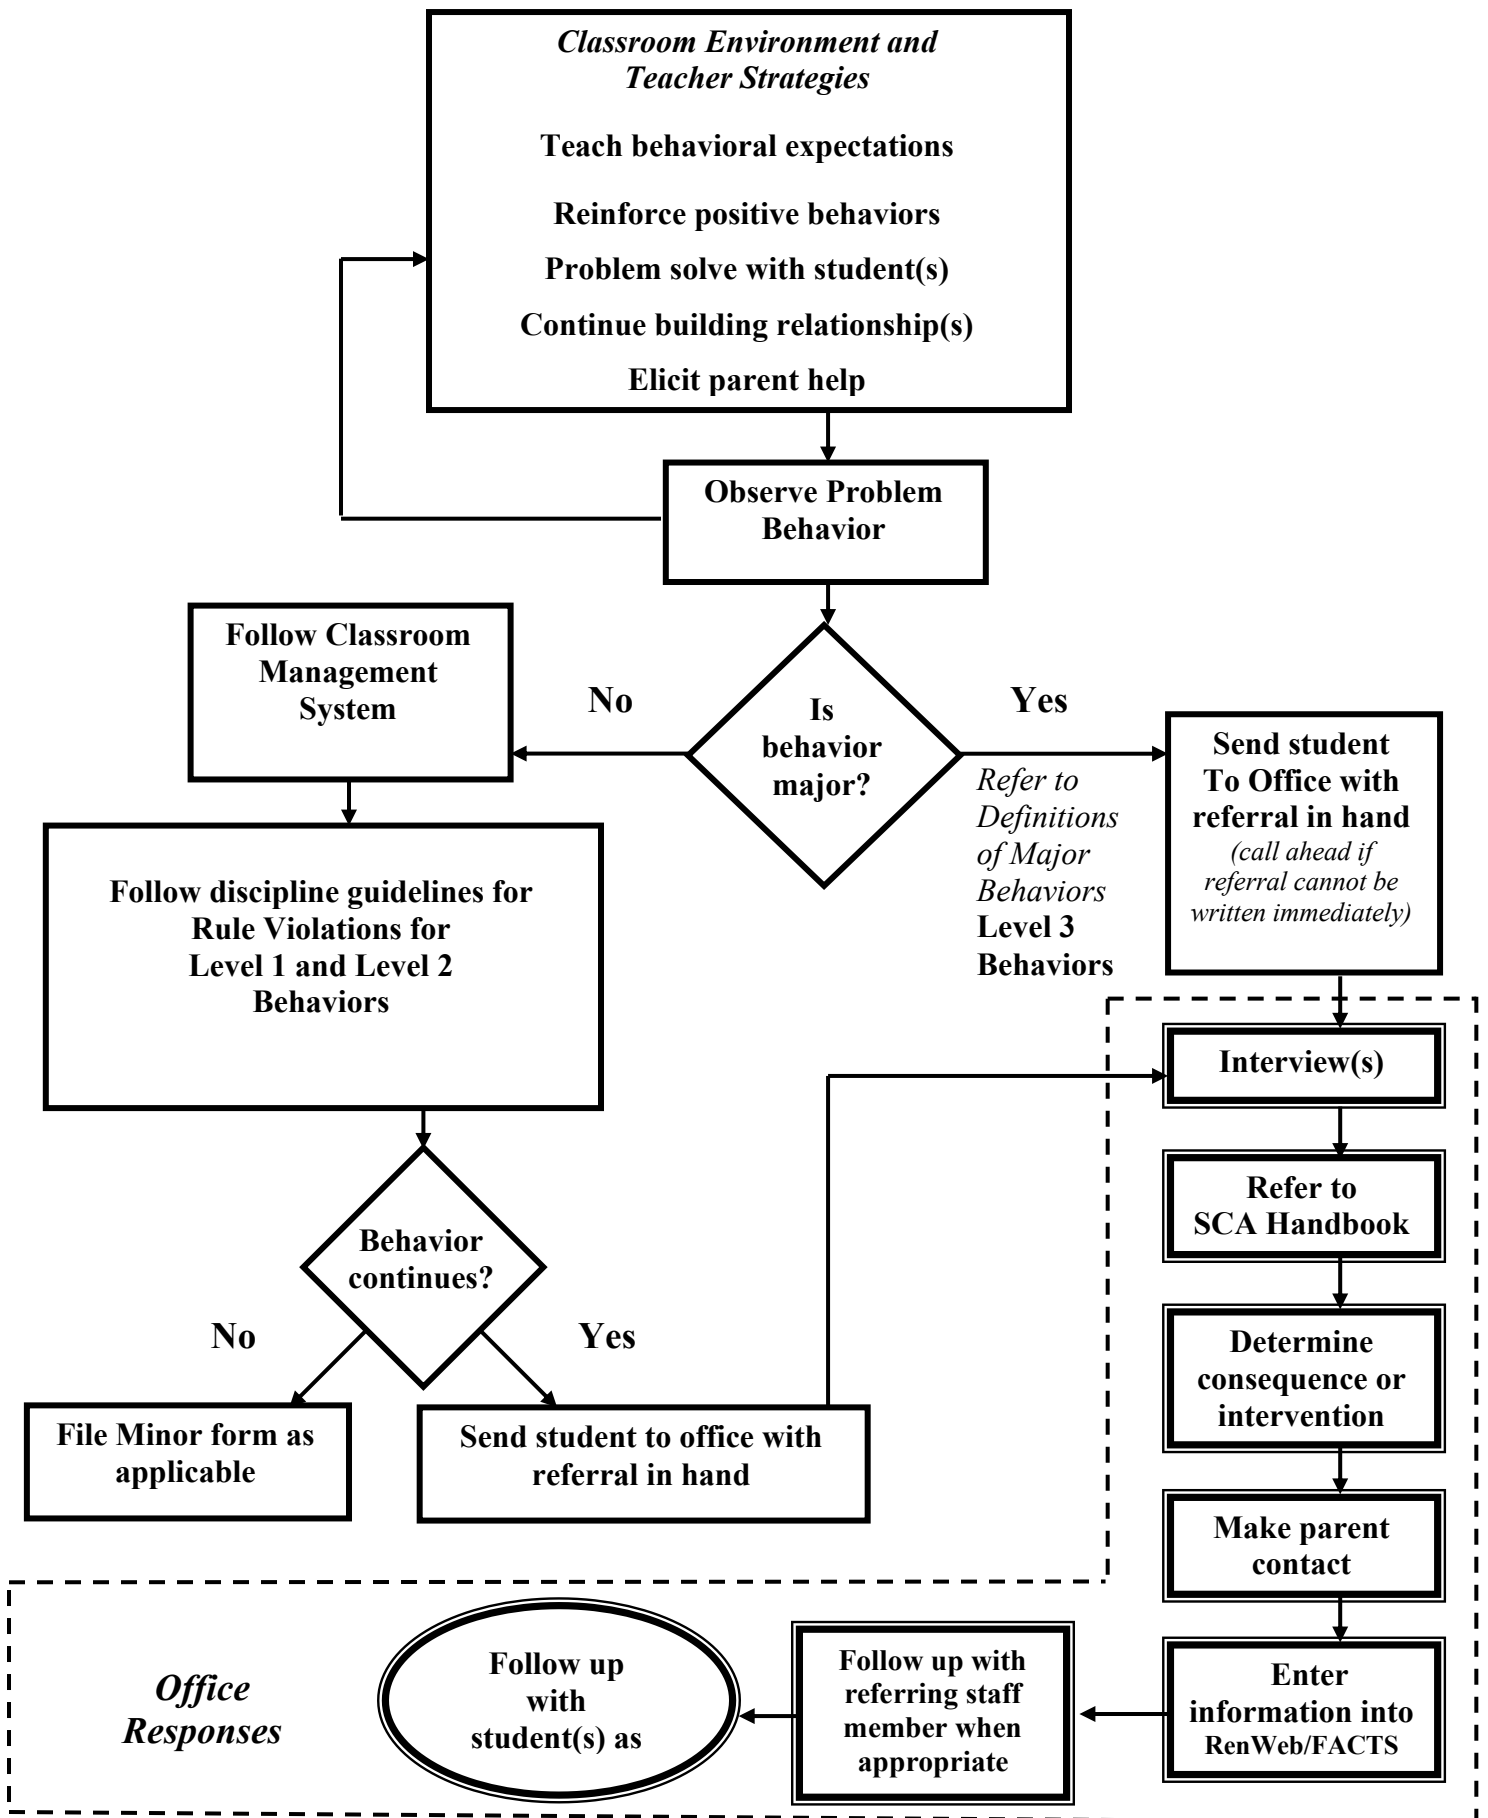 Classroom Environment and
Teacher Strategies
Teach behavioral expectations
Reinforce positive behaviors
Problem solve with student(s)
Continue building relationship(s)
Elicit parent help
Observe Problem
Behavior
Follow Classroom
Management
System
No
Is
behavior
major?
Yes
Refer to
Definitions
of Major
Behaviors
Level 3
Behaviors
Send student
To Office with
referral in hand
(call ahead if
referral cannot be
written immediately)
Follow discipline guidelines for
Rule Violations for
Level 1 and Level 2
Behaviors
Behavior
continues?
No
Yes
File Minor form as
applicable
Send student to office with
referral in hand
Interview(s)
Refer to
SCA Handbook
Determine
consequence or
intervention
Make parent
contact
Enter
information into
RenWeb/FACTS
Follow up with
referring staff
member when
appropriate
Follow up
with
student(s) as
Office
Responses